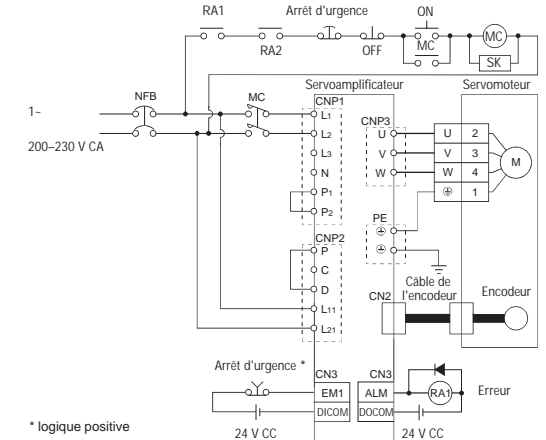 RA1 Arrêt d'urgence ON
RA2 OFF MC MC
SK
Servoamplificateur Servomoteur
NFB MC CNP1
CNP3
1~ L1 U U 2
L2 V V 3 M
200–230 V CA
L3 W W 4
N 1
P1
P2 PE
CNP2
P
C
D
Câble de
l'encodeur
CN2 Encodeur
L11
L21
Arrêt d'urgence * CN3 CN3
EM1 ALM RA1 Erreur
DICOM DOCOM
* logique positive
24 V CC 24 V CC